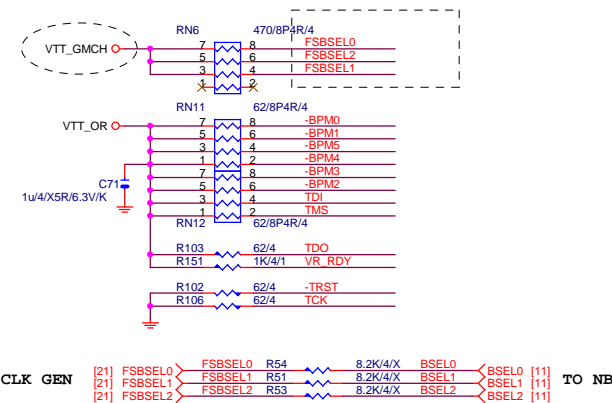 RN6 470/8P4R/4
VTT_GMCH 7 8 FSBSEL0
5 6 FSBSEL2
3 4 FSBSEL1
1 2
RN11 62/8P4R/4
VTT_OR 7 8 -BPM0
5 6 -BPM1
3 4 -BPM5
1 2 -BPM4
C71 7 8 -BPM3
1u/4/X5R/6.3V/K 5 6 -BPM2
3 4 TDI
1 2 TMS
RN12 62/8P4R/4
R103 62/4 TDO
R151 1K/4/1 VR_RDY
R102 62/4 -TRST
R106 62/4 TCK
CLK GEN [21] FSBSEL0 FSBSEL0 R54 8.2K/4/X BSEL0 BSEL0 [11] TO NB
[21] FSBSEL1 FSBSEL1 R51 8.2K/4/X BSEL1 BSEL1 [11]
[21] FSBSEL2 FSBSEL2 R53 8.2K/4/X BSEL2 BSEL2 [11]